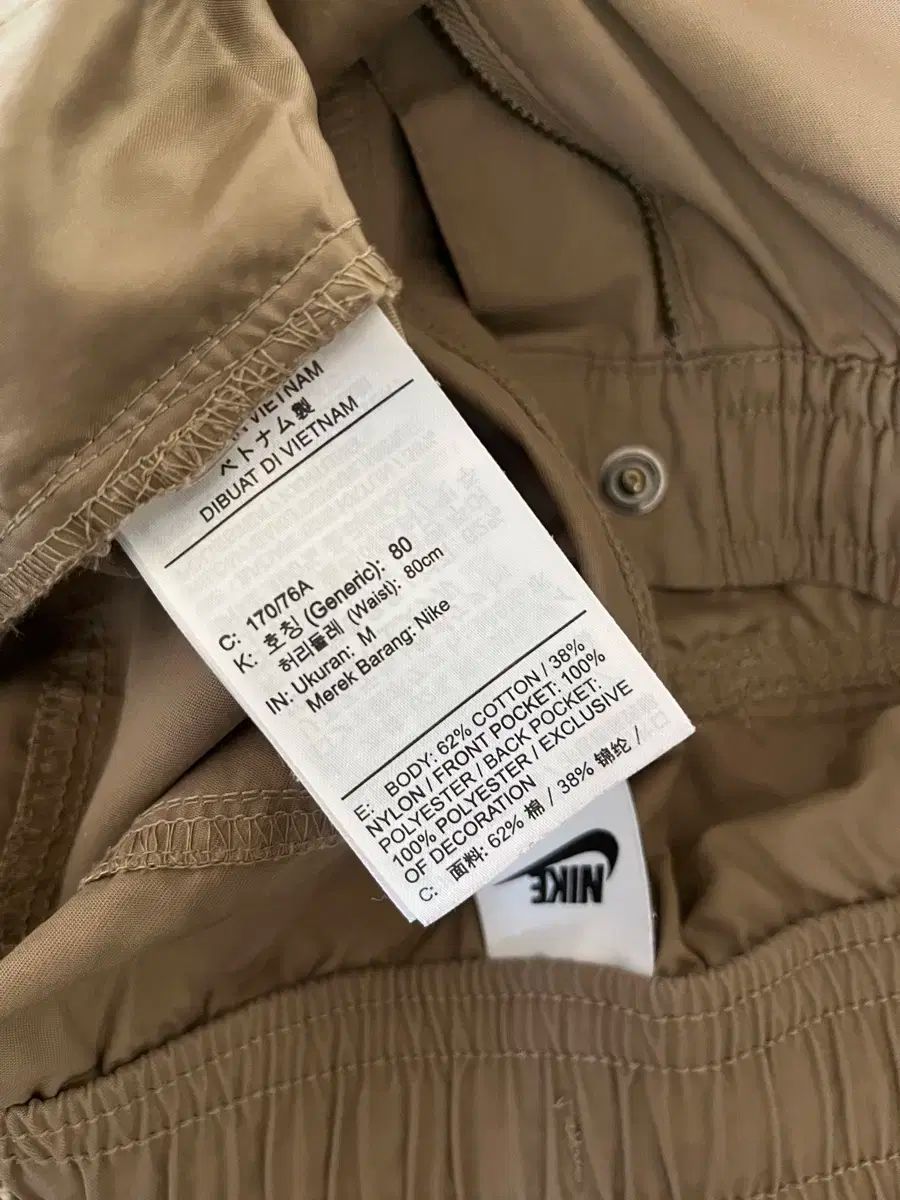 VIETNAM
ベトナム製
DIBUAT DI VIETNAM
C: 170/76A
K: 호칭 (Generic): 80
허리둘레 (Waist): 80cm
IN: Ukuran: M
Merek Barang: Nike
E: BODY: 62% COTTON / 38%
NYLON / FRONT POCKET: 100%
POLYESTER / BACK POCKET:
100% POLYESTER / EXCLUSIVE
OF DECORATION
C: 面料: 62% 棉 / 38% 锦纶 /
NIKE